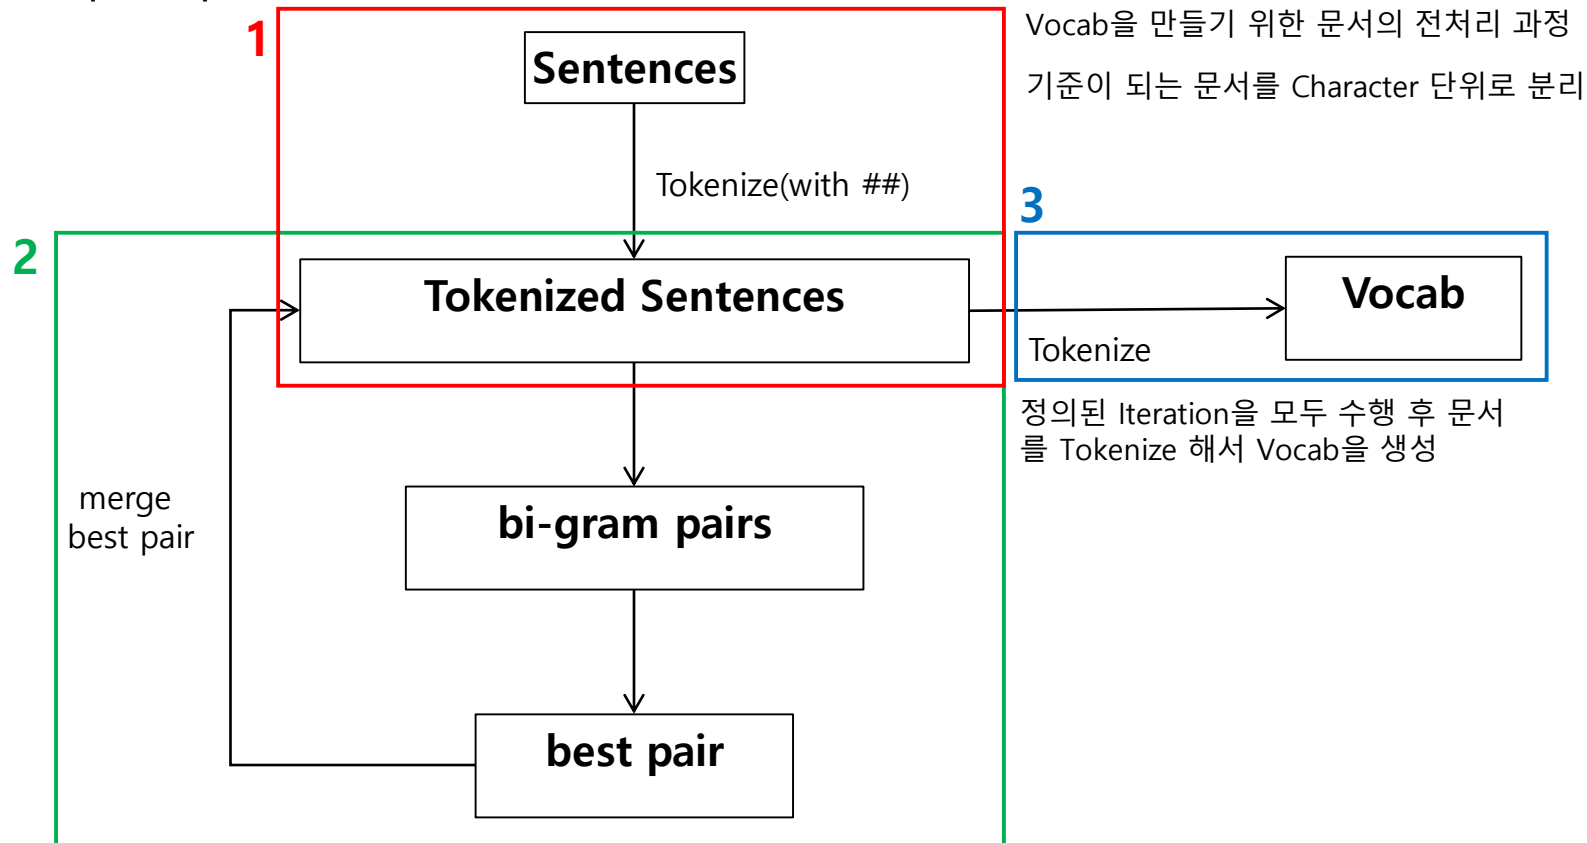 1
Sentences
Vocab을 만들기 위한 문서의 전처리 과정
기준이 되는 문서를 Character 단위로 분리
Tokenize(with ##)
2
Tokenized Sentences
3
Vocab
Tokenize
정의된 Iteration을 모두 수행 후 문서
를 Tokenize 해서 Vocab을 생성
bi-gram pairs
merge
best pair
best pair